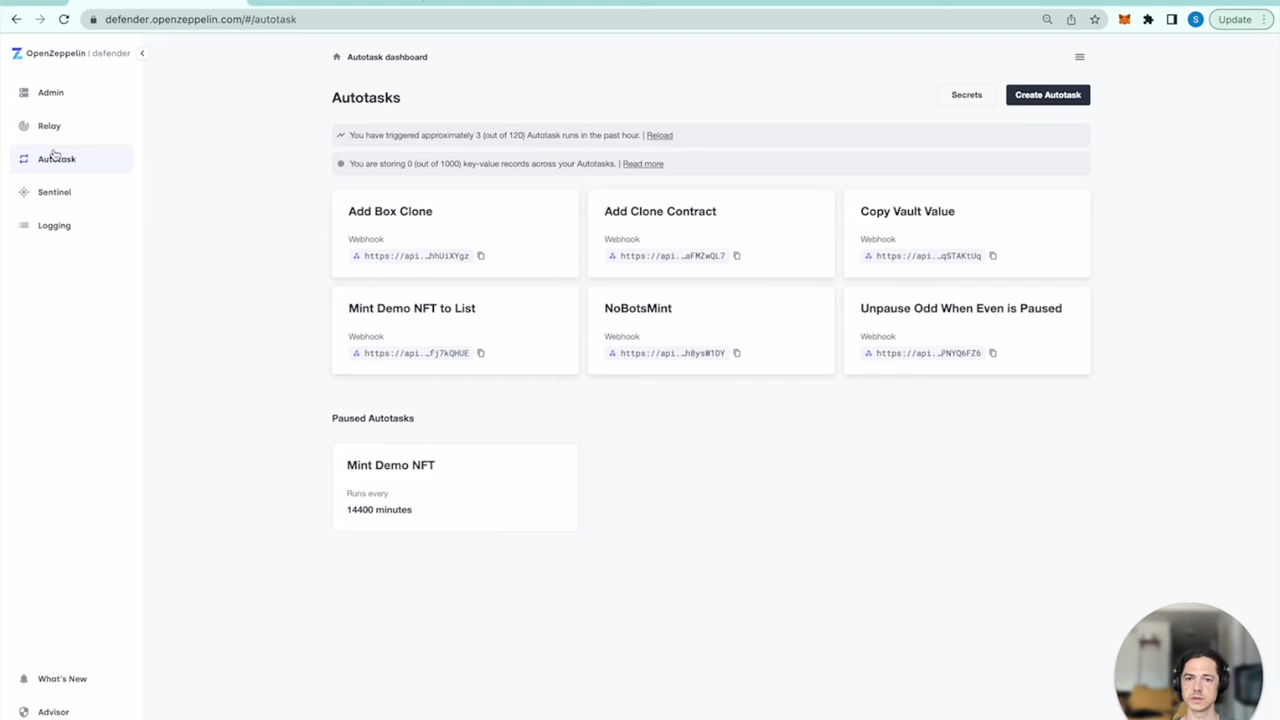 defender.openzeppelin.com/#/autotask
Update
OpenZeppelin | defender
Admin
Relay
Autotask
Sentinel
Logging
What's New
Advisor
Autotask dashboard
Autotasks
Secrets
Create Autotask
You have triggered approximately 3 (out of 120) Autotask runs in the past hour. | Reload
You are storing 0 (out of 1000) key-value records across your Autotasks. | Read more
Add Box Clone
Webhook
https://api.…hhUiXYgz
Add Clone Contract
Webhook
https://api.…aFMZwQL7
Copy Vault Value
Webhook
https://api.…qSTAKtUq
Mint Demo NFT to List
Webhook
https://api.…fj7kQHUE
NoBotsMint
Webhook
https://api.…h8ysW1DY
Unpause Odd When Even is Paused
Webhook
https://api.…PNYQ6FZ6
Paused Autotasks
Mint Demo NFT
Runs every
14400 minutes